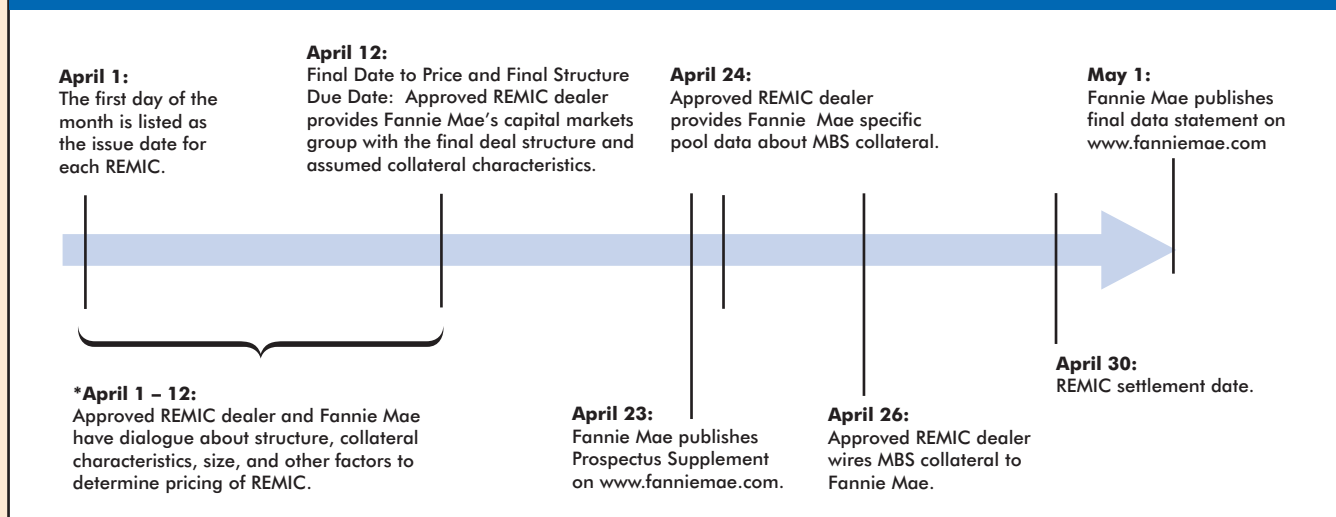 April 1:
The first day of the
month is listed as
the issue date for
each REMIC.
April 12:
Final Date to Price and Final Structure
Due Date:  Approved REMIC dealer
provides Fannie Mae's capital markets
group with the final deal structure and
assumed collateral characteristics.
April 24:
Approved REMIC dealer
provides Fannie  Mae specific
pool data about MBS collateral.
May 1:
Fannie Mae publishes
final data statement on
www.fanniemae.com
*April 1 – 12:
Approved REMIC dealer and Fannie Mae
have dialogue about structure, collateral
characteristics, size, and other factors to
determine pricing of REMIC.
April 23:
Fannie Mae publishes
Prospectus Supplement
on www.fanniemae.com.
April 26:
Approved REMIC dealer
wires MBS collateral to
Fannie Mae.
April 30:
REMIC settlement date.